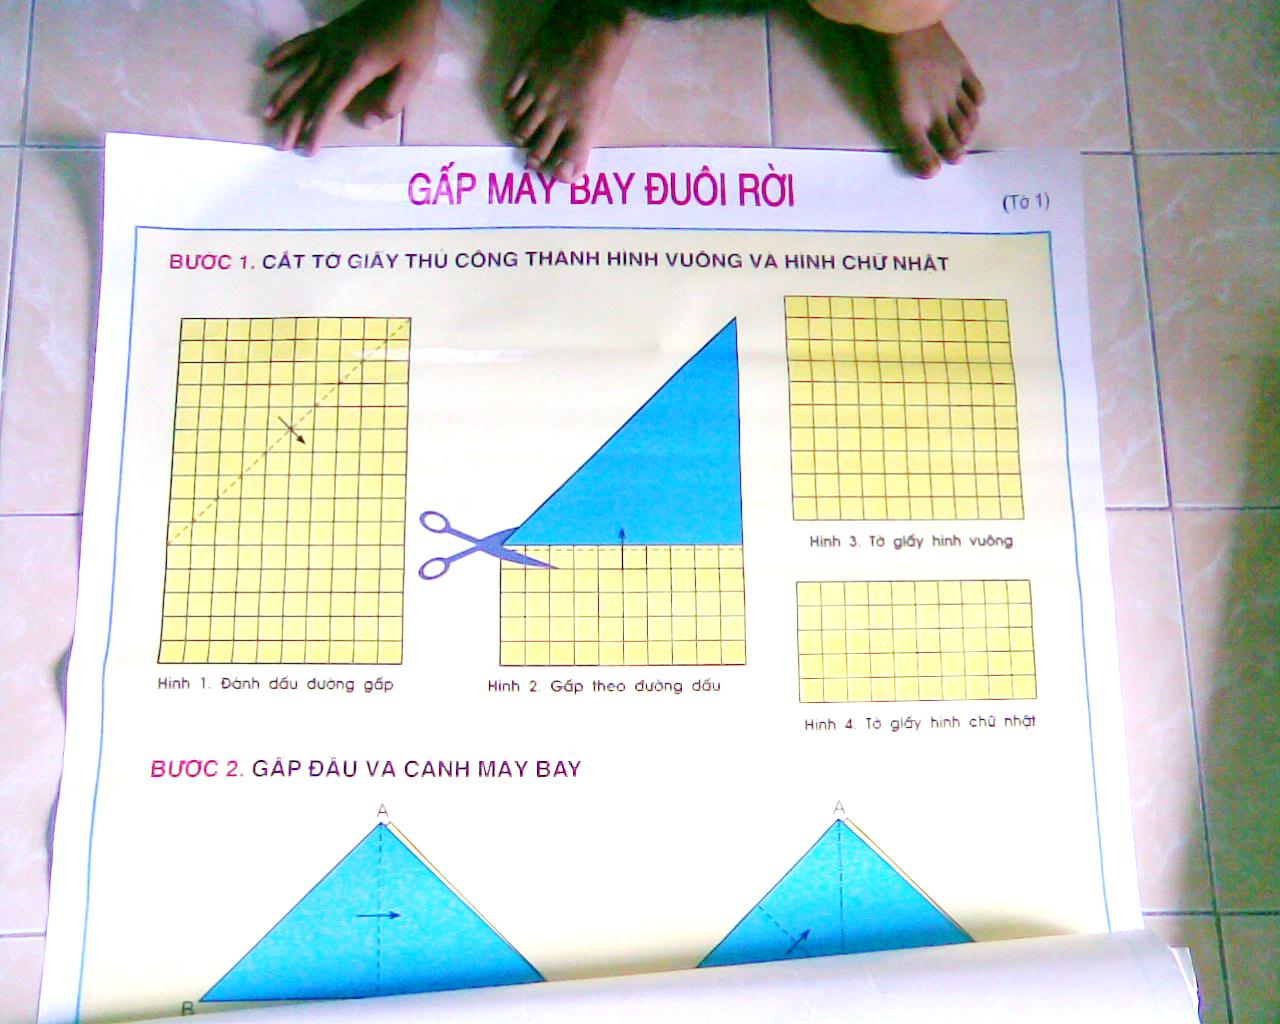 GẤP MÁY BAY ĐUÔI RỜI
(Tờ 1)
BƯỚC 1. CẮT TỜ GIẤY THỦ CÔNG THÀNH HÌNH VUÔNG VÀ HÌNH CHỮ NHẬT
Hình 1. Đánh dấu đường gấp
Hình 2. Gấp theo đường dấu
Hình 3. Tờ giấy hình vuông
Hình 4. Tờ giấy hình chữ nhật
BƯỚC 2. GẤP ĐẦU VÀ CÁNH MÁY BAY
A
A
B